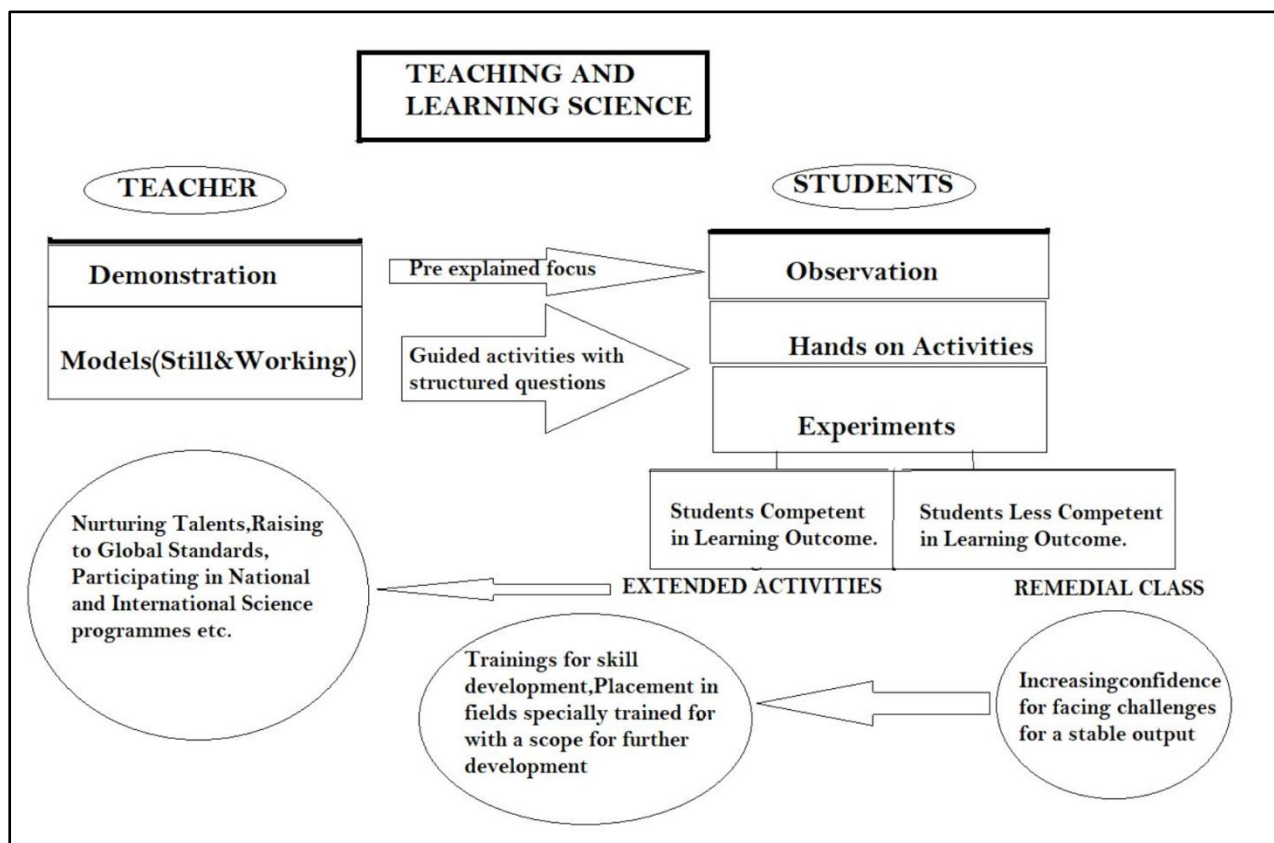 TEACHING AND
LEARNING SCIENCE
TEACHER
STUDENTS
Demonstration
Pre explained focus
Observation
Models(Still&Working)
Guided activities with
structured questions
Hands on Activities
Experiments
Students Competent
in Learning Outcome.
Students Less Competent
in Learning Outcome.
EXTENDED ACTIVITIES
REMEDIAL CLASS
Nurturing Talents,Raising
to Global Standards,
Participating in National
and International Science
programmes etc.
Trainings for skill
development,Placement in
fields specially trained for
with a scope for further
development
Increasingconfidence
for facing challenges
for a stable output